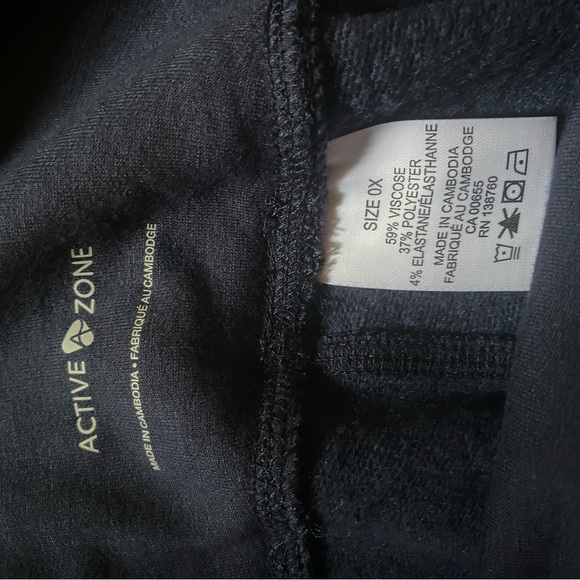 ACTIVE ZONE
MADE IN CAMBODIA • FABRIQUÉ AU CAMBODGE
SIZE 0X
59% VISCOSE
37% POLYESTER
4% ELASTANE/ÉLASTHANNE
MADE IN CAMBODIA
FABRIQUÉ AU CAMBODGE
CA 00655
RN 138760